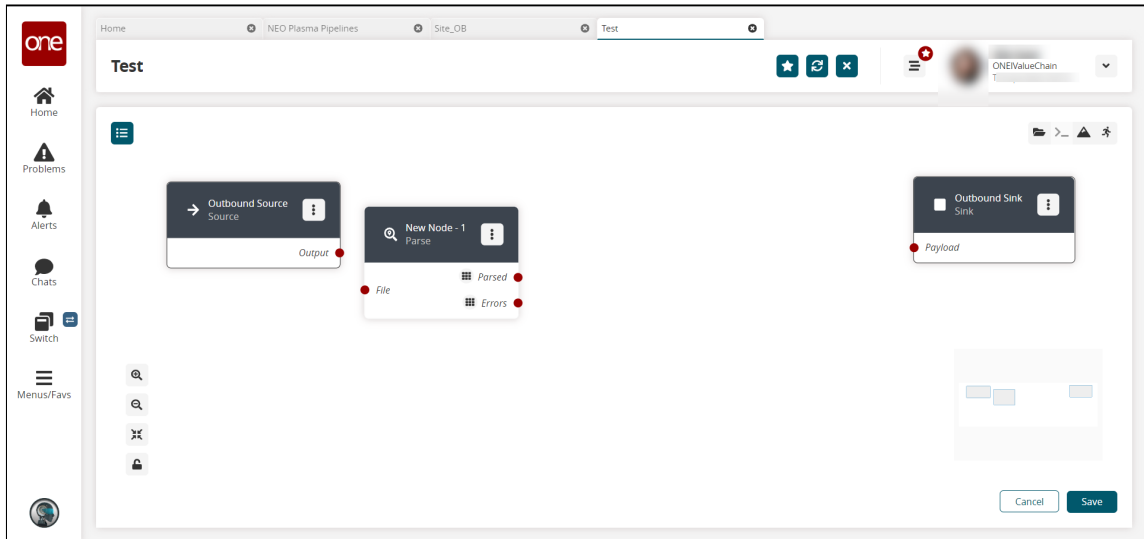 one
Home
Problems
Alerts
Chats
Switch
Menus/Favs
Home
NEO Plasma Pipelines
Site_OB
Test
Test
ONEIValueChain
Outbound Source
Source
Output
New Node - 1
Parse
File
Parsed
Errors
Outbound Sink
Sink
Payload
Cancel
Save